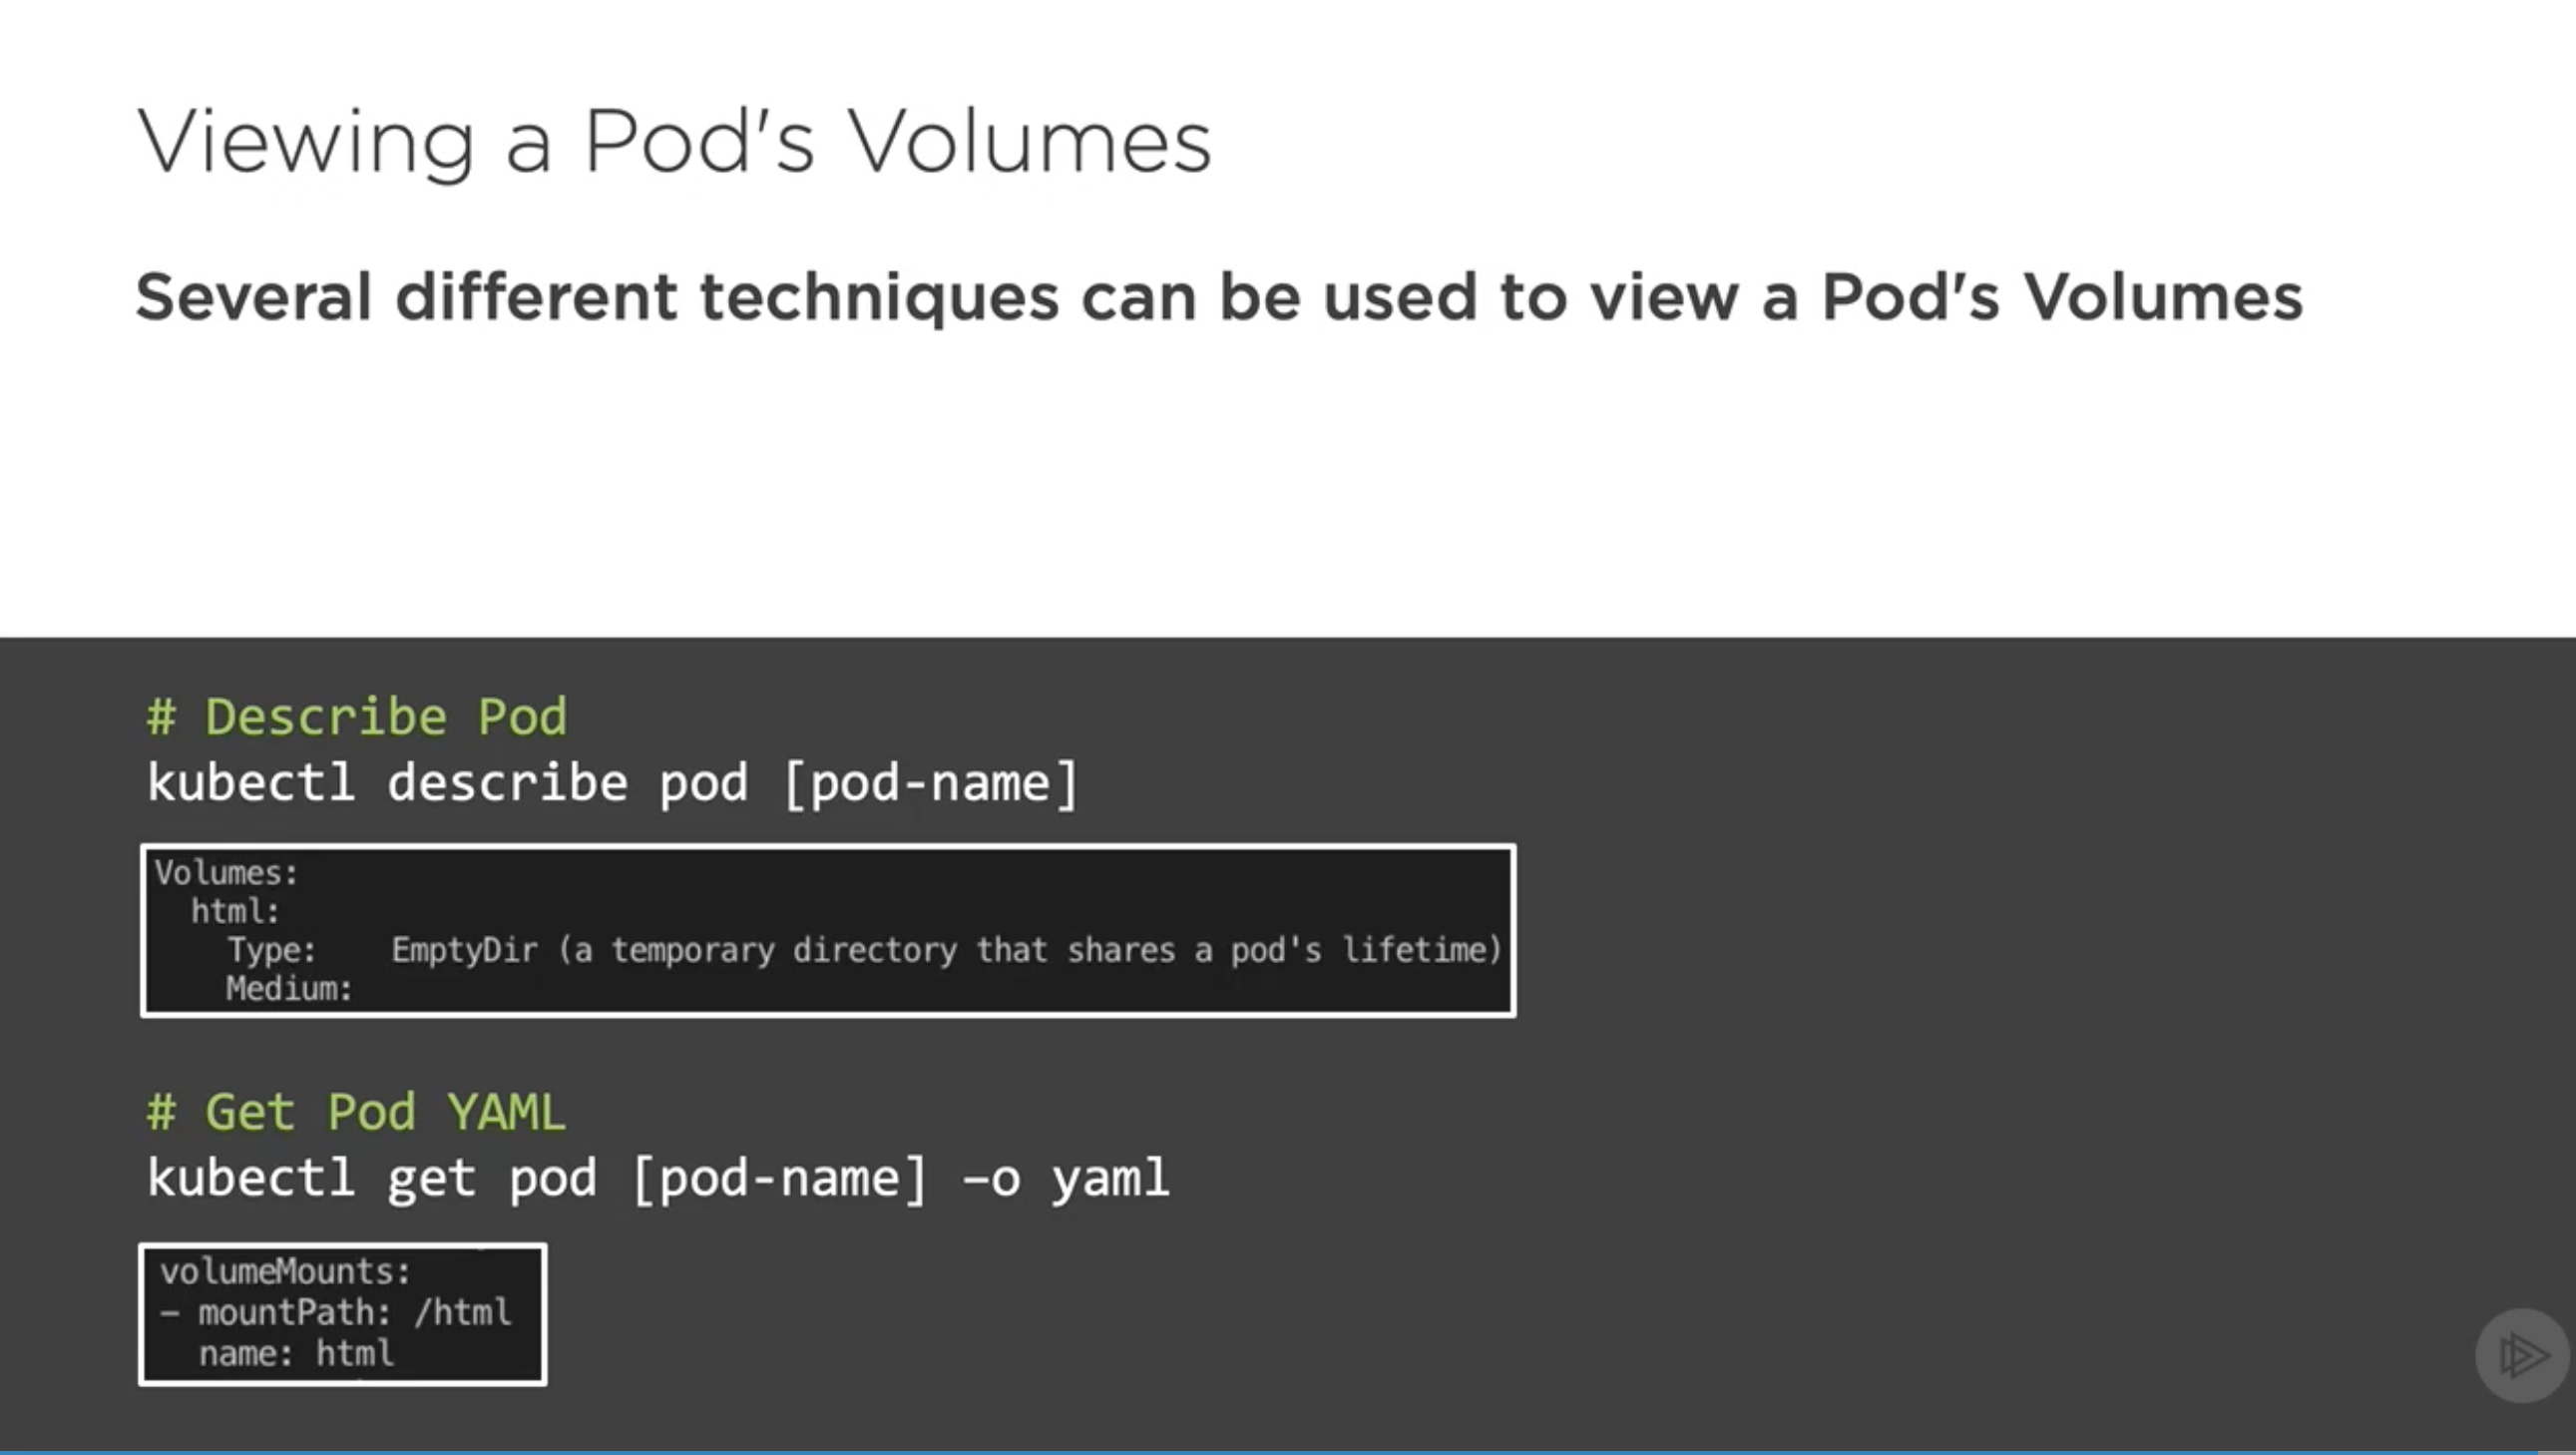 Viewing a Pod's Volumes
Several different techniques can be used to view a Pod's Volumes
# Describe Pod
kubectl describe pod [pod-name]
Volumes:
html:
Type: EmptyDir (a temporary directory that shares a pod's lifetime)
Medium:
# Get Pod YAML
kubectl get pod [pod-name] –o yaml
volumeMounts:
– mountPath: /html
name: html